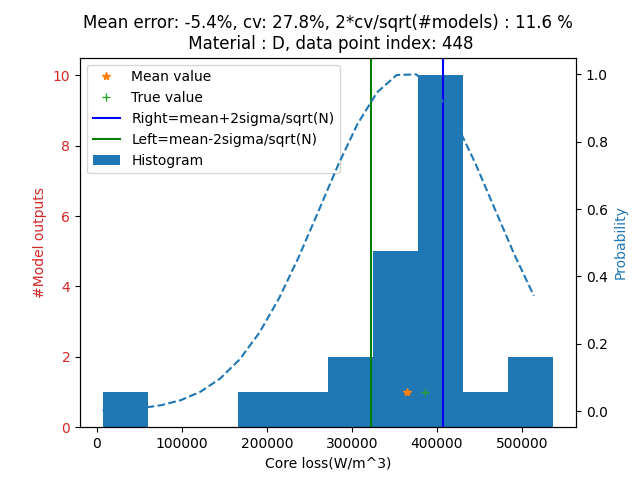 Mean error: -5.4%, cv: 27.8%, 2*cv/sqrt(#models) : 11.6 %
Material : D, data point index: 448
Mean value
True value
Right=mean+2sigma/sqrt(N)
Left=mean-2sigma/sqrt(N)
Histogram
#Model outputs
10
8
6
4
2
0
Probability
1.0
0.8
0.6
0.4
0.2
0.0
0 100000 200000 300000 400000 500000
Core loss(W/m^3)